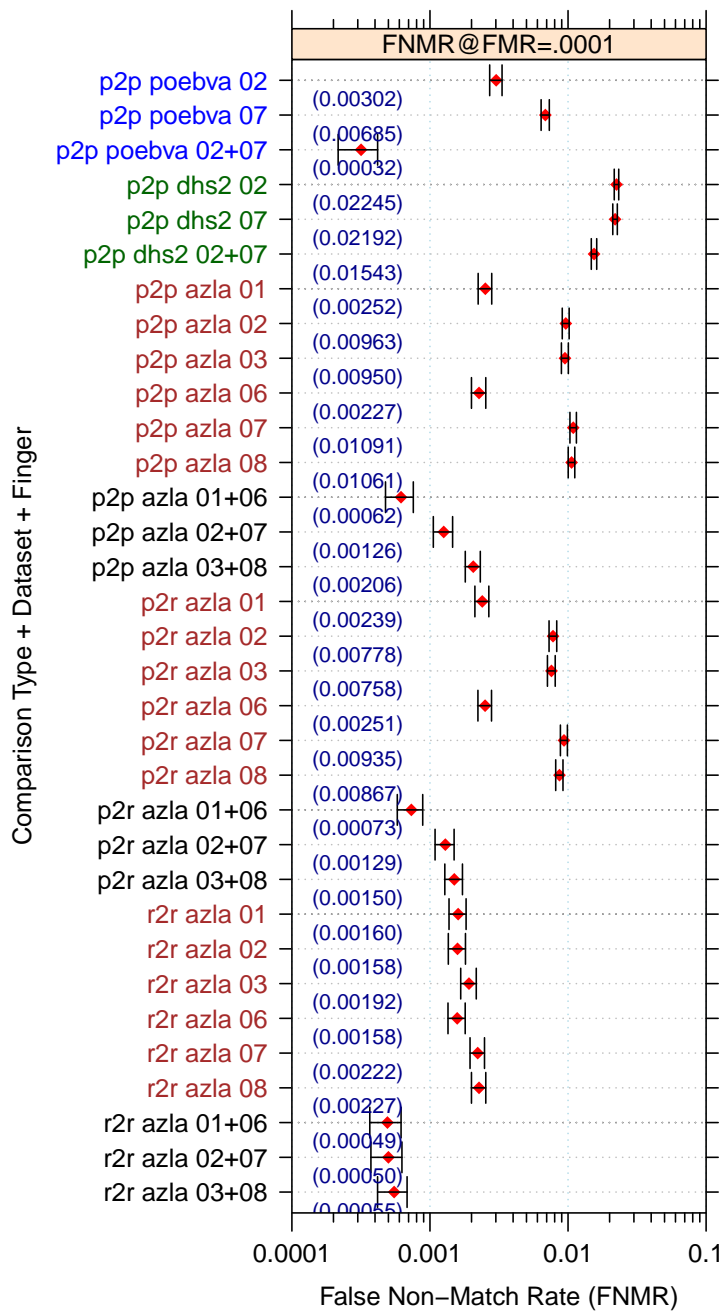 FNMR@FMR=.0001
p2p poebva 02
(0.00302)
p2p poebva 07
(0.00685)
p2p poebva 02+07
(0.00032)
p2p dhs2 02
(0.02245)
p2p dhs2 07
(0.02192)
p2p dhs2 02+07
(0.01543)
p2p azla 01
(0.00252)
p2p azla 02
(0.00963)
p2p azla 03
(0.00950)
p2p azla 06
(0.00227)
p2p azla 07
(0.01091)
p2p azla 08
(0.01061)
p2p azla 01+06
(0.00062)
p2p azla 02+07
(0.00126)
p2p azla 03+08
(0.00206)
p2r azla 01
(0.00239)
p2r azla 02
(0.00778)
p2r azla 03
(0.00758)
p2r azla 06
(0.00251)
p2r azla 07
(0.00935)
p2r azla 08
(0.00867)
p2r azla 01+06
(0.00073)
p2r azla 02+07
(0.00129)
p2r azla 03+08
(0.00150)
r2r azla 01
(0.00160)
r2r azla 02
(0.00158)
r2r azla 03
(0.00192)
r2r azla 06
(0.00158)
r2r azla 07
(0.00222)
r2r azla 08
(0.00227)
r2r azla 01+06
(0.00049)
r2r azla 02+07
(0.00050)
r2r azla 03+08
(0.00055)
0.0001 0.001 0.01 0.1
False Non−Match Rate (FNMR)
Comparison Type + Dataset + Finger